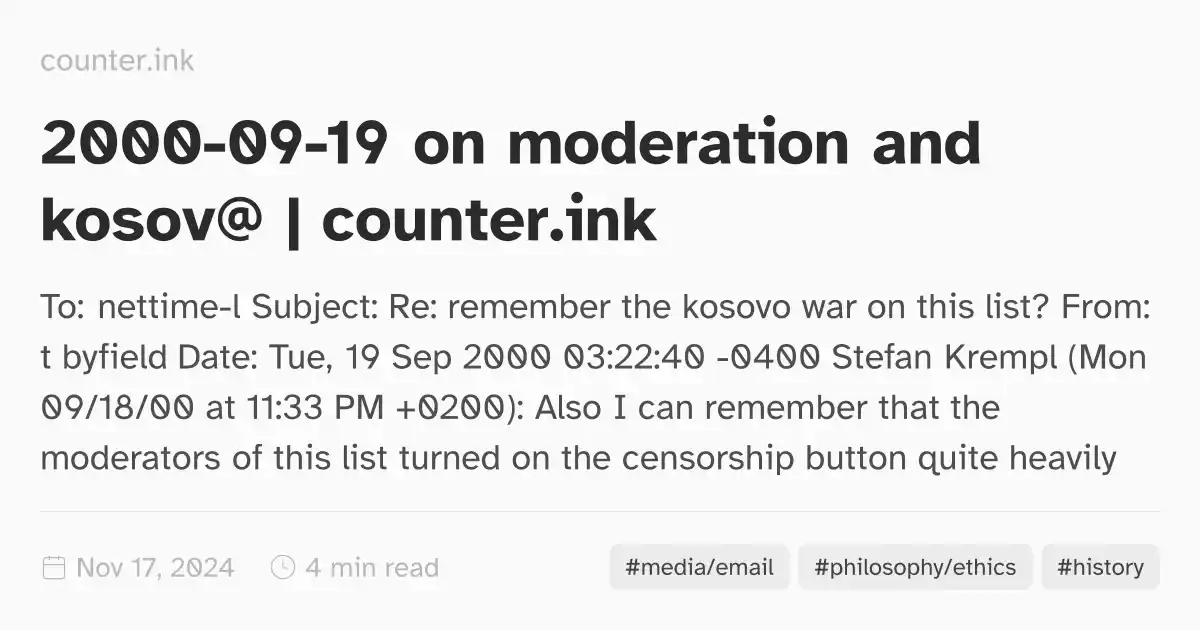 counter.ink
2000-09-19 on moderation and
kosov@ | counter.ink
To: nettime-l Subject: Re: remember the kosovo war on this list? From:
t byfield Date: Tue, 19 Sep 2000 03:22:40 -0400 Stefan Krempl (Mon
09/18/00 at 11:33 PM +0200): Also I can remember that the
moderators of this list turned on the censorship button quite heavily
Nov 17, 2024 4 min read #media/email #philosophy/ethics #history